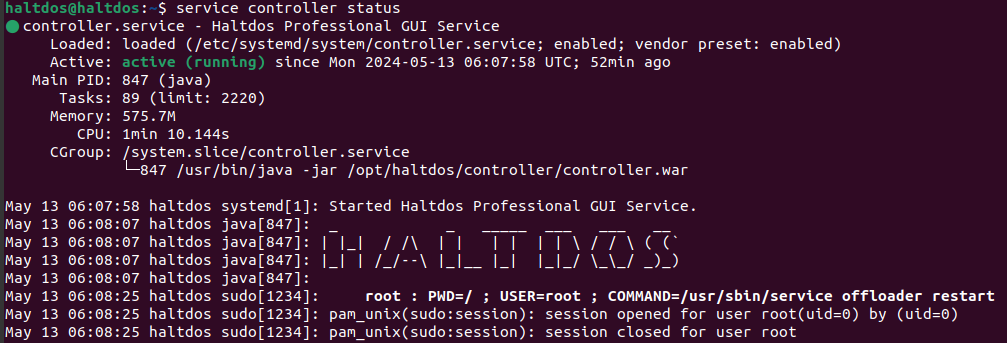 haltdos@haltdos:~$ service controller status
● controller.service - Haltdos Professional GUI Service
     Loaded: loaded (/etc/systemd/system/controller.service; enabled; vendor preset: enabled)
     Active: active (running) since Mon 2024-05-13 06:07:58 UTC; 52min ago
   Main PID: 847 (java)
      Tasks: 89 (limit: 2220)
     Memory: 575.7M
        CPU: 1min 10.144s
     CGroup: /system.slice/controller.service
             └─847 /usr/bin/java -jar /opt/haltdos/controller/controller.war
May 13 06:07:58 haltdos systemd[1]: Started Haltdos Professional GUI Service.
May 13 06:08:07 haltdos java[847]:  _            _   _____  ___   ___   __
May 13 06:08:07 haltdos java[847]: | |_|  / /\  | |   | |  | | \ / / \ ( (`
May 13 06:08:07 haltdos java[847]: |_| | /_/--\ |_|__ |_|  |_|_/ \_\_/ _)_)
May 13 06:08:07 haltdos java[847]:
May 13 06:08:25 haltdos sudo[1234]:     root : PWD=/ ; USER=root ; COMMAND=/usr/sbin/service offloader restart
May 13 06:08:25 haltdos sudo[1234]: pam_unix(sudo:session): session opened for user root(uid=0) by (uid=0)
May 13 06:08:25 haltdos sudo[1234]: pam_unix(sudo:session): session closed for user root